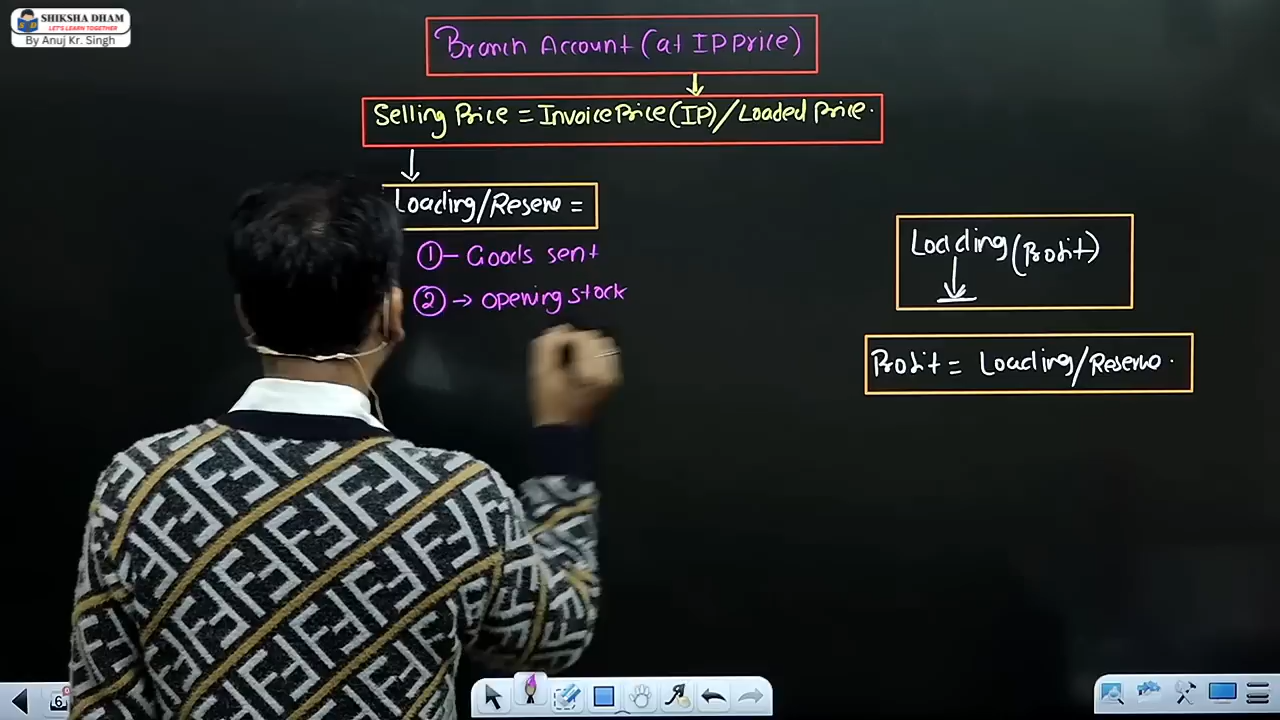 SHIKSHA DHAM
LET'S LEARN TOGETHER
By Anuj Kr. Singh
Branch Account (at IP Price)
Selling Price = Invoice Price (IP) / Loaded Price.
Loading/Reserve =
① – Goods sent
② → opening stock
Loading (Profit)
Profit = Loading/Reserve.
6